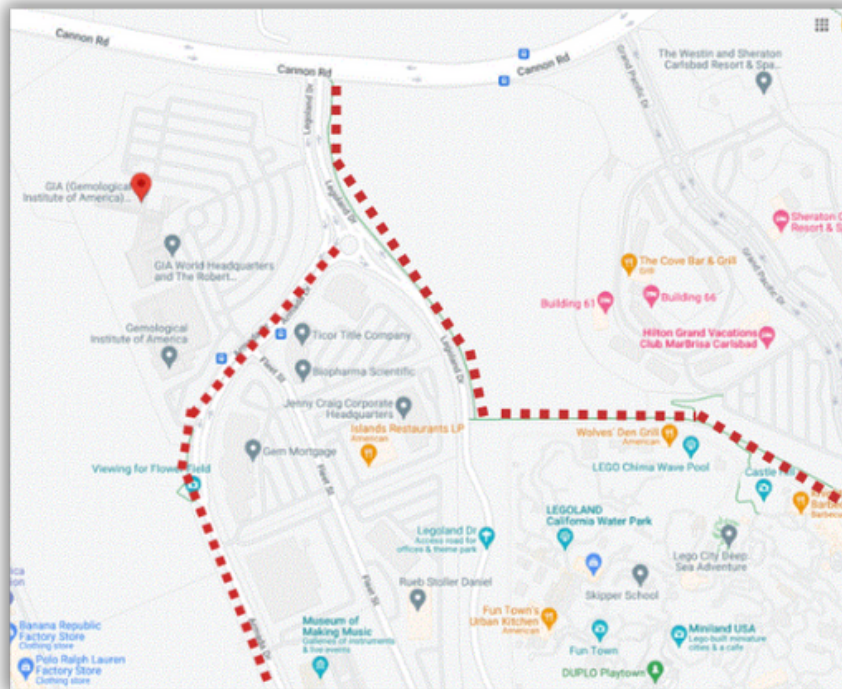 Cannon Rd
Cannon Rd
Cannon Rd
The Westin and Sheraton
Carlsbad Resort & Spa...
Grand Pacific Dr
Legoland Dr
GIA (Gemological
Institute of America)...
Legoland Dr
Sheraton
Resort & S
GIA World Headquarters
and The Robert...
The Cove Bar & Grill
Grill
Grand Pacific Dr
Building 61
Building 66
Gemological
Institute of America
Ticor Title Company
Hilton Grand Vacations
Club MarBrisa Carlsbad
Legoland Dr
Fleet St
Biopharma Scientific
Jenny Craig Corporate
Headquarters
Islands Restaurants LP
American
Wolves' Den Grill
American
Gem Mortgage
LEGO Chima Wave Pool
Viewing for Flower Field
Fleet St
LEGOLAND
California Water Park
Legoland Dr
Access road for
offices & theme park
Lego City Deep
Sea Adventure
Rueb Stoller Daniel
Skipper School
Fleet St
Fun Town's
Urban Kitchen
American
Banana Republic
Factory Store
Clothing store
Museum of
Making Music
Galleries of instruments
& live events
Fun Town
Miniland USA
Lego-built miniature
cities & a cafe
Polo Ralph Lauren
Factory Store
Clothing store
DUPLO Playtown